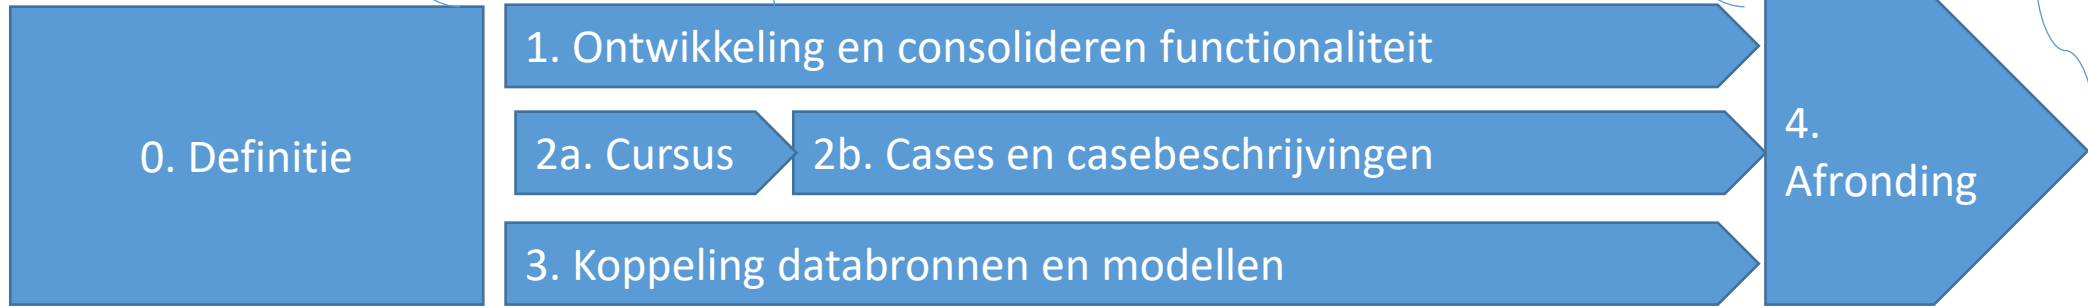 0. Definitie
1. Ontwikkeling en consolideren functionaliteit
2a. Cursus
2b. Cases en casebeschrijvingen
3. Koppeling databronnen en modellen
4.
Afronding